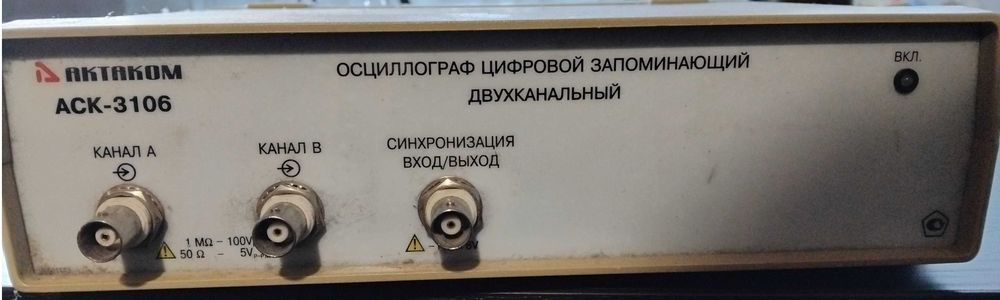 АКТАКОМ
АСК-3106
ОСЦИЛЛОГРАФ ЦИФРОВОЙ ЗАПОМИНАЮЩИЙ
ДВУХКАНАЛЬНЫЙ
ВКЛ.
КАНАЛ A
КАНАЛ B
СИНХРОНИЗАЦИЯ
ВХОД/ВЫХОД
1 MΩ – 100V
50 Ω - 5V